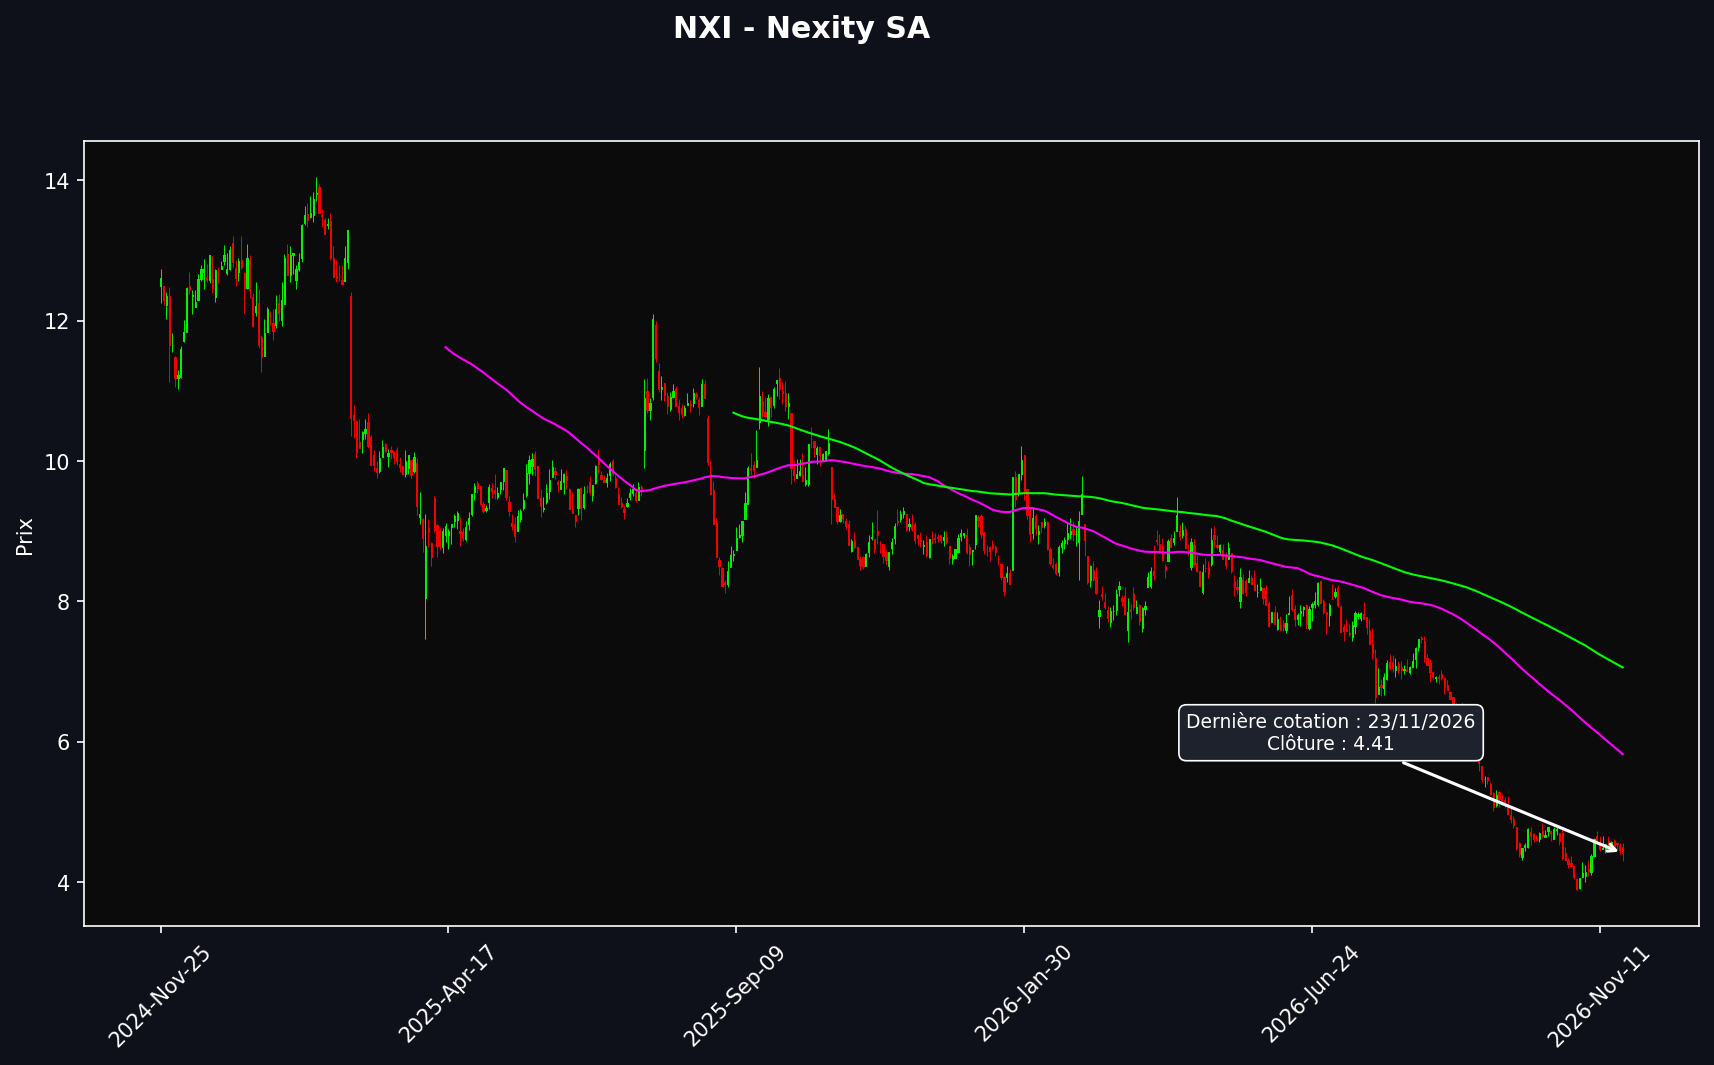 NXI - Nexity SA
Prix
14
12
10
8
6
4
Dernière cotation : 23/11/2026
Clôture : 4.41
2024-Nov-25
2025-Apr-17
2025-Sep-09
2026-Jan-30
2026-Jun-24
2026-Nov-11